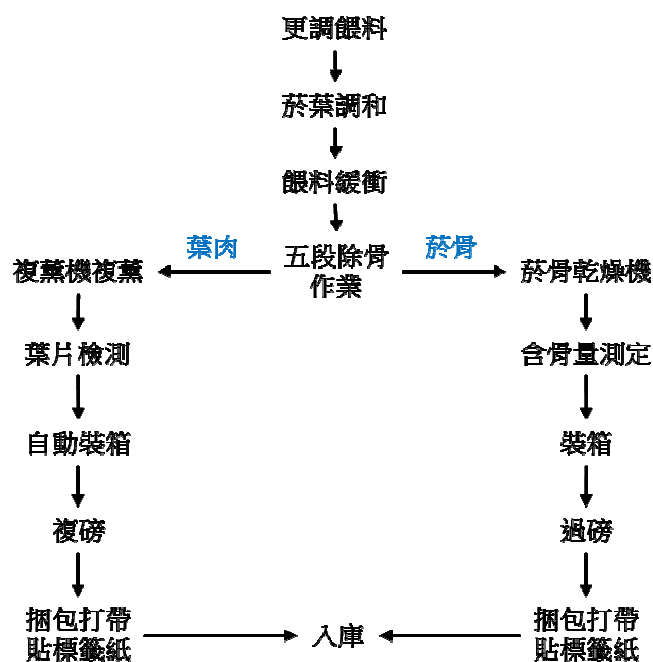 更調餵料
菸葉調和
餵料緩衝
葉肉
五段除骨
作業
菸骨
複薰機複薰
菸骨乾燥機
葉片檢測
含骨量測定
自動裝箱
裝箱
複磅
過磅
捆包打帶
貼標籤紙
入庫
捆包打帶
貼標籤紙